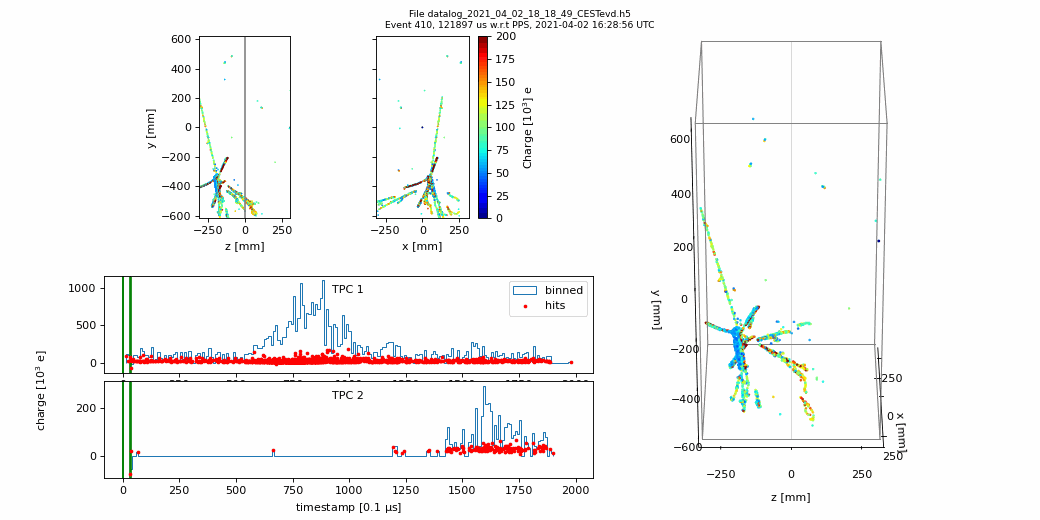 File datalog_2021_04_02_18_18_49_CESTevd.h5
Event 410, 121897 us w.r.t PPS, 2021-04-02 16:28:56 UTC
600
400
200
0
−200
−400
−600
y [mm]
−250 0 250
z [mm]
−250 0 250
x [mm]
200
175
150
125
100
75
50
25
0
Charge [10³] e
TPC 1
binned
hits
1000
500
0
TPC 2
200
0
charge [10³ e]
0 250 500 750 1000 1250 1500 1750 2000
timestamp [0.1 µs]
600
400
200
0
−200
−400
−600
y [mm]
−250
0
250
x [mm]
−250 0 250
z [mm]